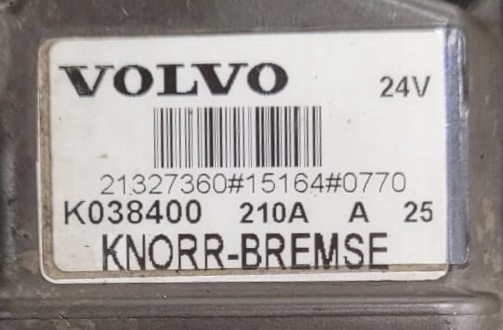 VOLVO 24V
21327360#15164#0770
K038400 210A A 25
KNORR-BREMSE